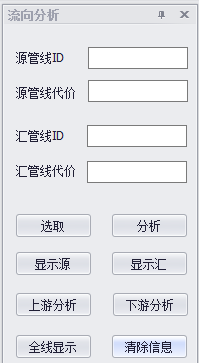 流向分析
源管线ID
源管线代价
汇管线ID
汇管线代价
选取 分析
显示源 显示汇
上游分析 下游分析
全线显示 清除信息